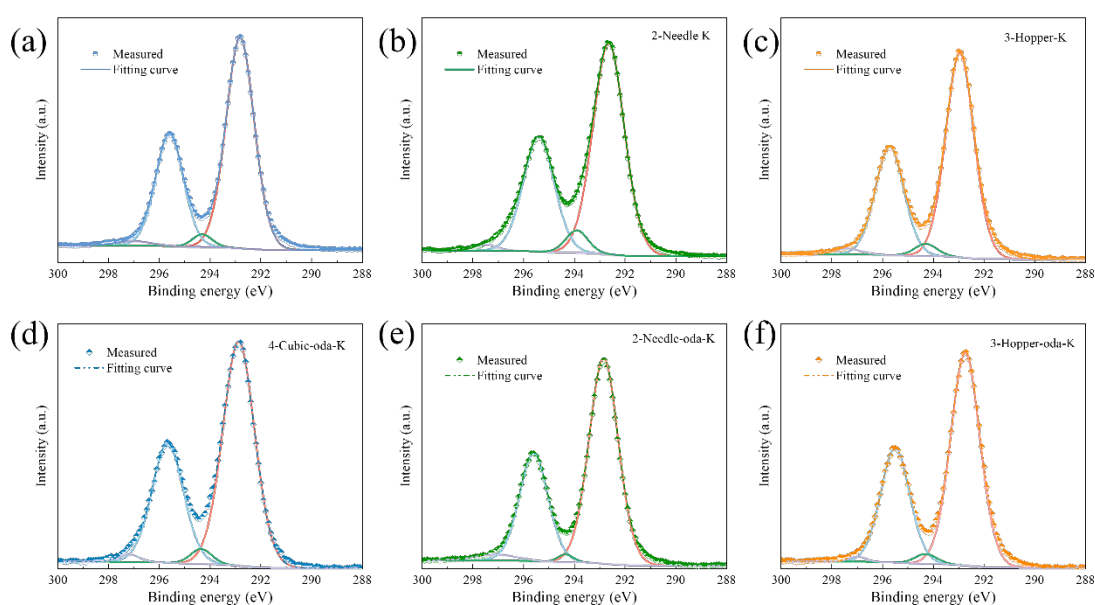 (a)
Measured
Fitting curve
Intensity (a.u.)
300 298 296 294 292 290 288
Binding energy (eV)
(b)
2-Needle K
Measured
Fitting curve
Intensity (a.u.)
300 298 296 294 292 290 288
Binding energy (eV)
(c)
3-Hopper-K
Measured
Fitting curve
Intensity (a.u.)
300 298 296 294 292 290 288
Binding energy (eV)
(d)
4-Cubic-oda-K
Measured
Fitting curve
Intensity (a.u.)
300 298 296 294 292 290 288
Binding energy (eV)
(e)
2-Needle-oda-K
Measured
Fitting curve
Intensity (a.u.)
300 298 296 294 292 290 288
Binding energy (eV)
(f)
3-Hopper-oda-K
Measured
Fitting curve
Intensity (a.u.)
300 298 296 294 292 290 288
Binding energy (eV)